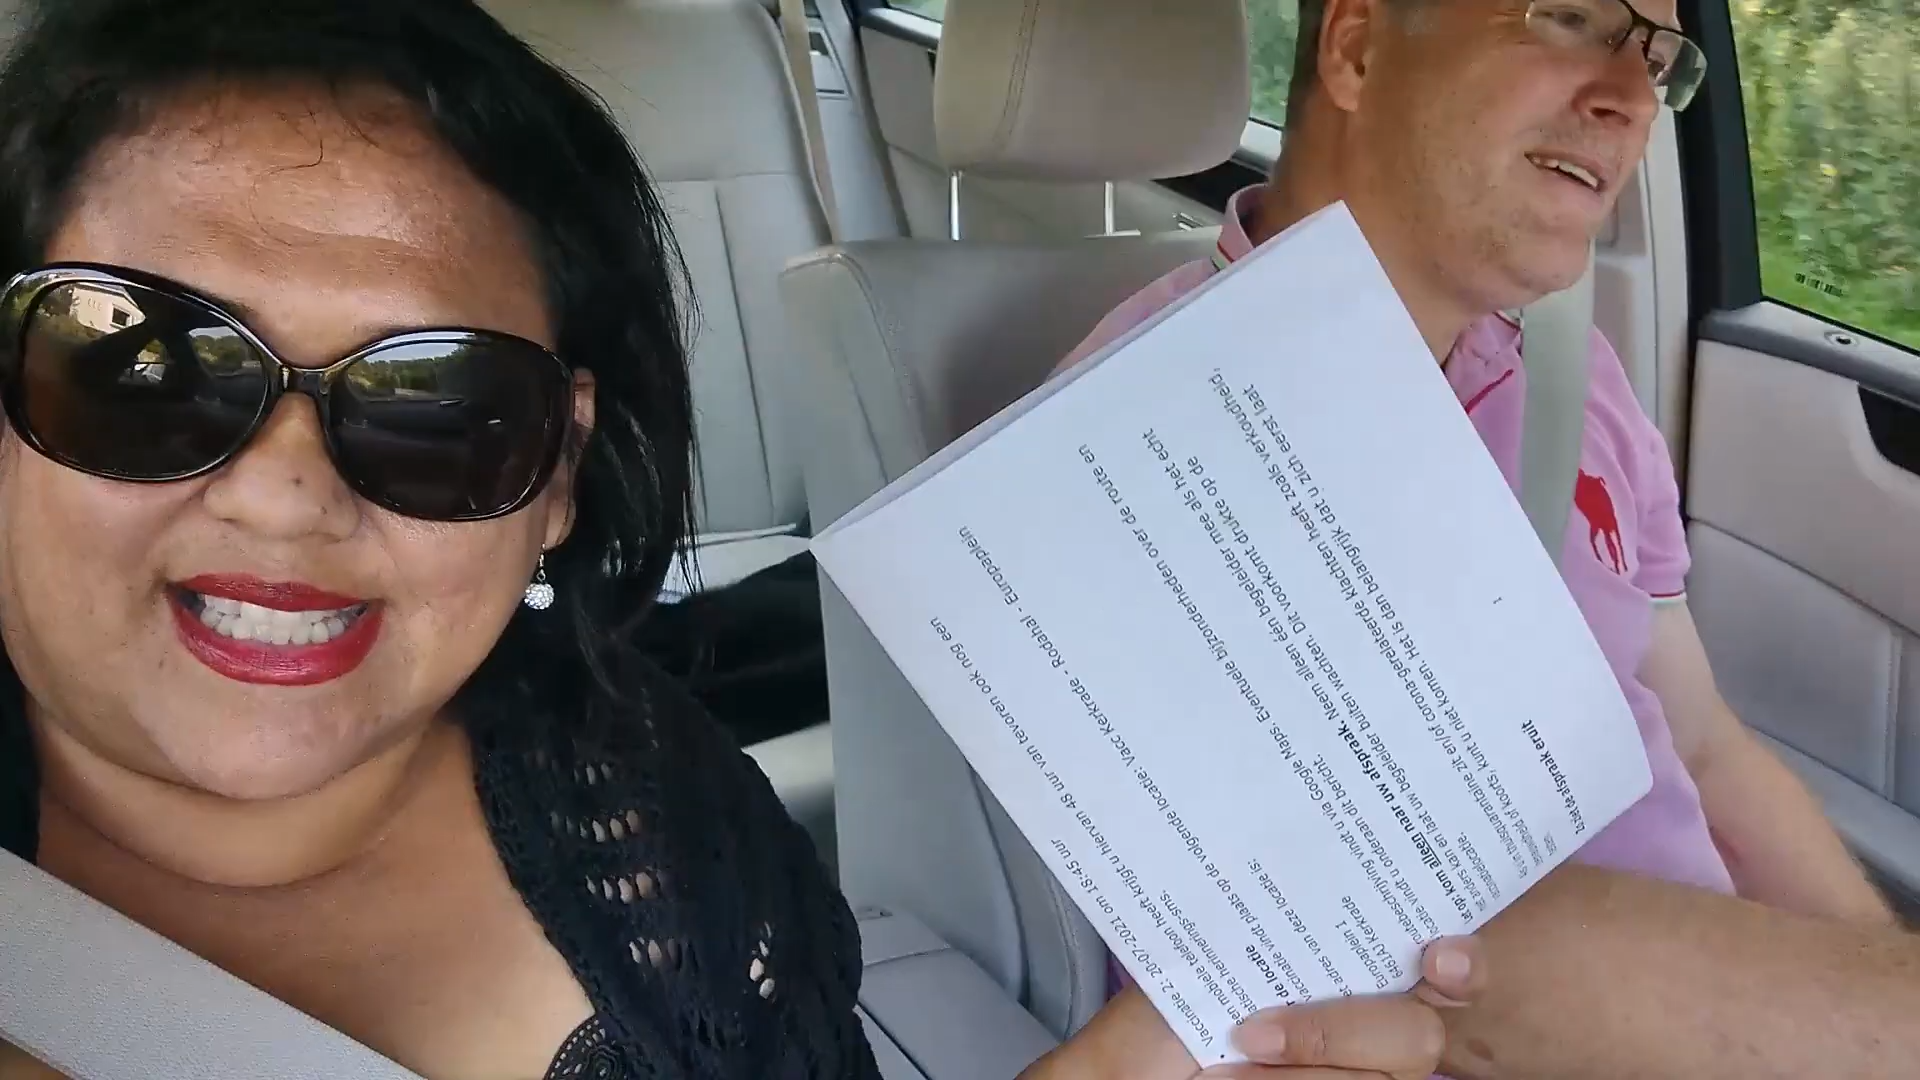 Vaccinatie 2: 20-07-2021 om 18:45 uur
een mobiele telefoon heeft krijgt u hiervan 48 uur van tevoren ook nog een
atische herinnerings-sms.
r de locatie
vaccinatie vindt plaats op de volgende locatie: Vacc Kerkrade - Rodahal - Europaplein
et adres van deze locatie is:
Europaplein 1
6461AJ Kerkrade
routebeschrijving vindt u via Google Maps. Eventuele bijzonderheden over de route en
locatie vindt u onderaan dit bericht.
Let op! Kom alleen naar uw afspraak. Neem alleen één begeleider mee als het echt
anders kan en laat uw begeleider buiten wachten. Dit voorkomt drukte op de
in thuisquarantaine zit en/of corona-gerelateerde klachten heeft zoals verkoudheid,
of koorts, kunt u niet komen. Het is dan belangrijk dat u zich eerst laat
1
de afspraak eruit